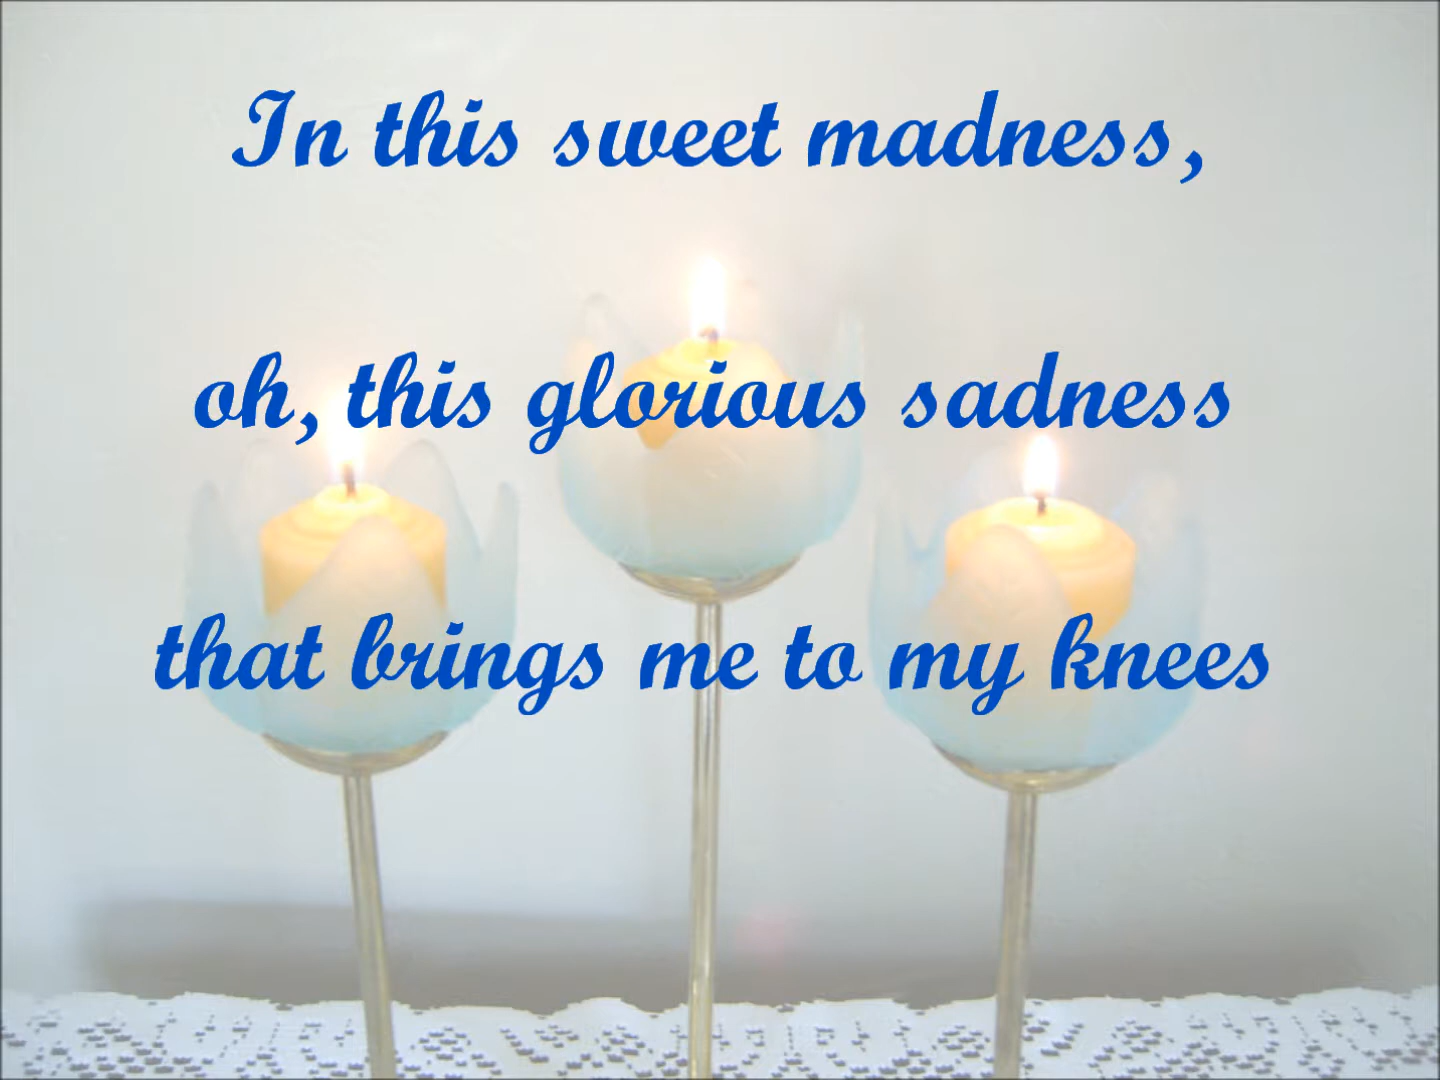 In this sweet madness,
oh, this glorious sadness
that brings me to my knees